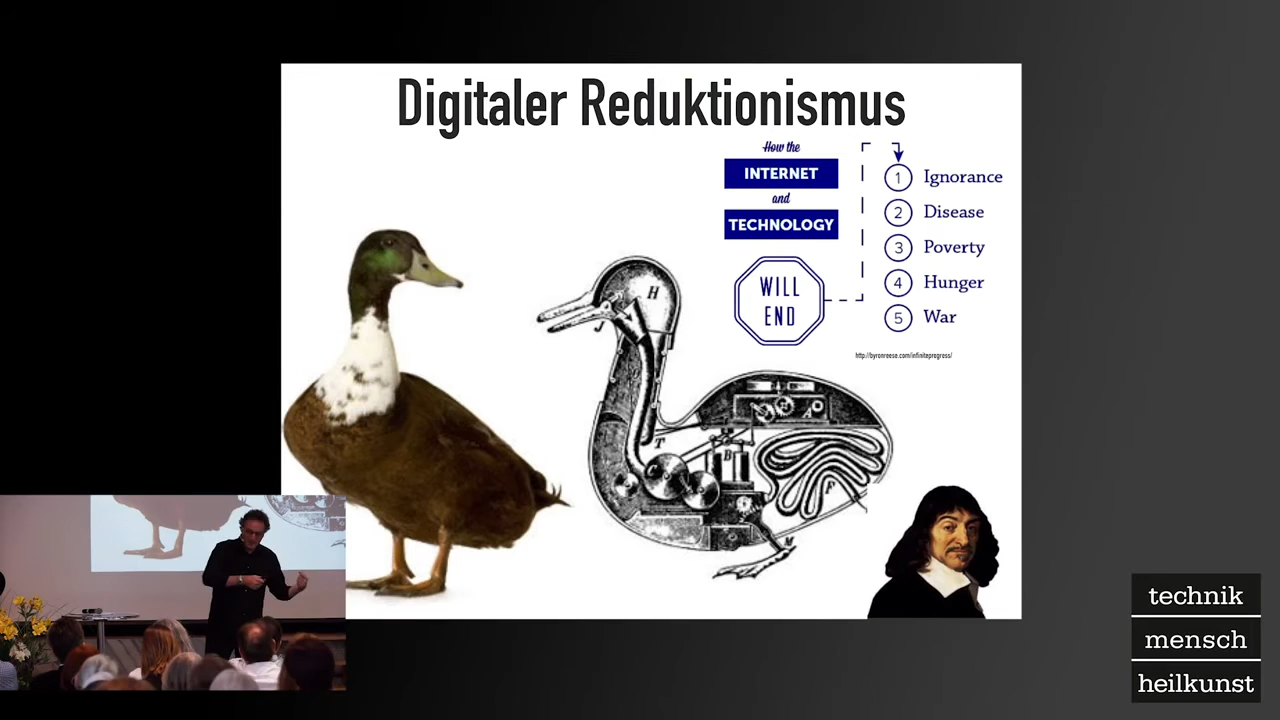 Digitaler Reduktionismus
How the
INTERNET
and
TECHNOLOGY
WILL
END
1 Ignorance
2 Disease
3 Poverty
4 Hunger
5 War
http://byronreese.com/infiniteprogress/
H
J
A
T
B
C
F
M
technik
mensch
heilkunst